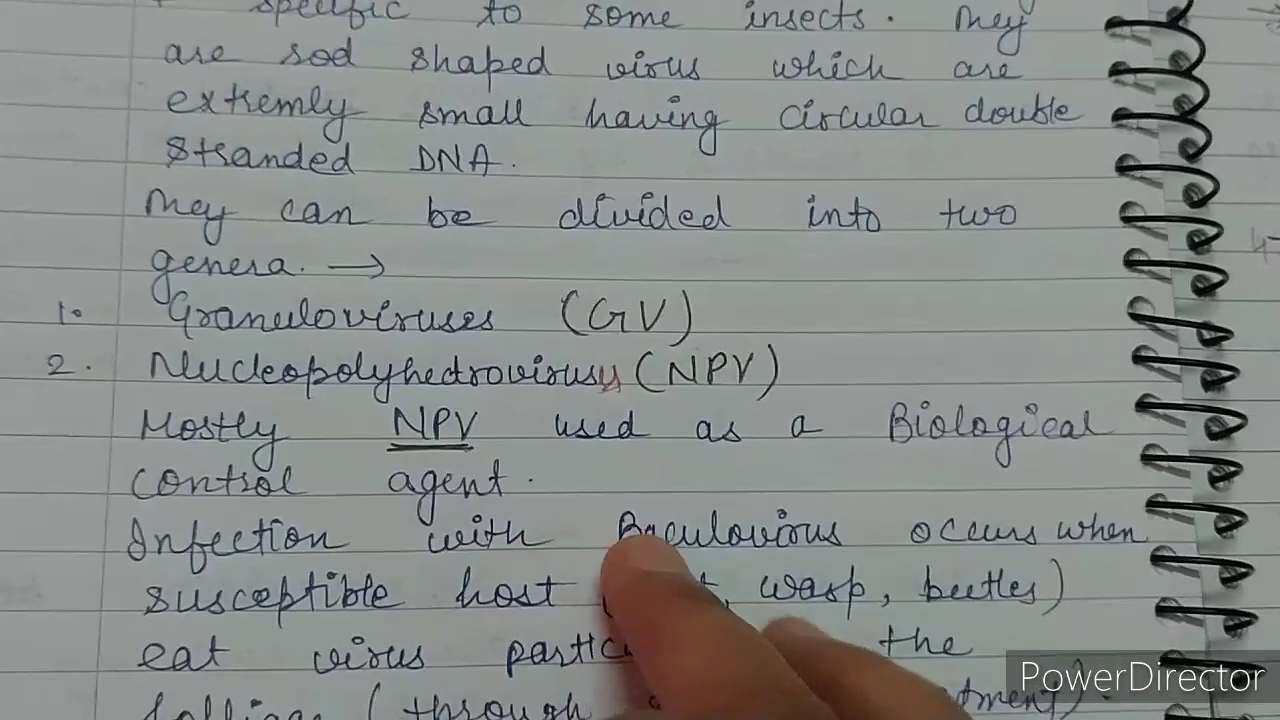 specific to some insects. They
are rod shaped virus which are
extremly small having circular double
stranded DNA.
They can be divided into two
genera. →
1. Granuloviruses (GV)
2. Nucleopolyhedroviruses (NPV)
Mostly NPV used as a Biological
control agent.
Infection with Baculovirus occurs when
susceptible host wasp, beetles)
eat virus the
(through
PowerDirector